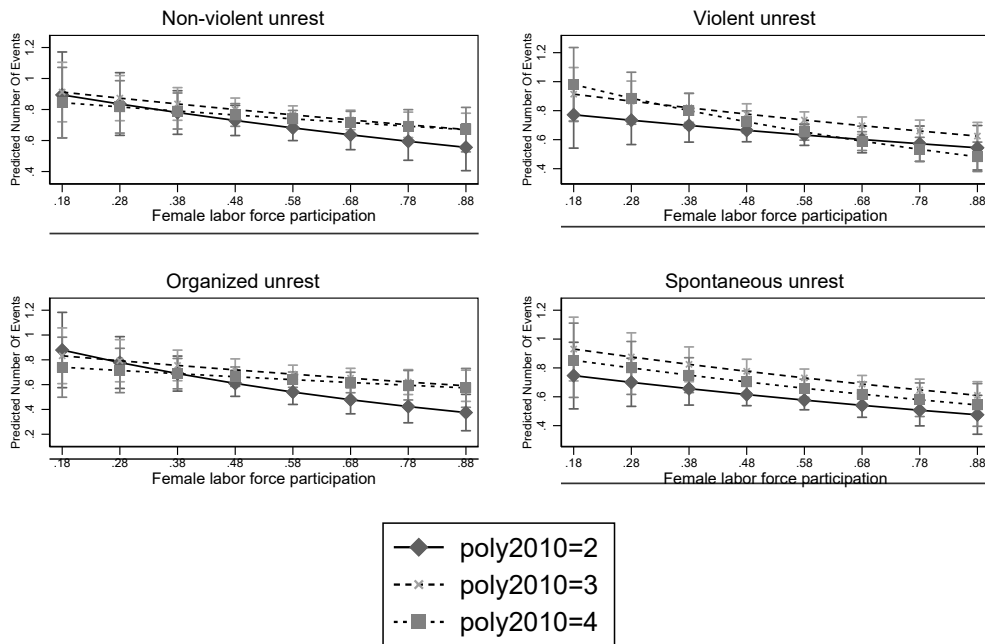 Non-violent unrest
Predicted Number Of Events
1.2
1
.8
.6
.4
.18 .28 .38 .48 .58 .68 .78 .88
Female labor force participation
Violent unrest
Predicted Number Of Events
1.2
1
.8
.6
.4
.18 .28 .38 .48 .58 .68 .78 .88
Female labor force participation
Organized unrest
Predicted Number Of Events
1.2
1
.8
.6
.4
.2
.18 .28 .38 .48 .58 .68 .78 .88
Female labor force participation
Spontaneous unrest
Predicted Number Of Events
1.2
1
.8
.6
.4
.18 .28 .38 .48 .58 .68 .78 .88
Female labor force participation
poly2010=2
poly2010=3
poly2010=4